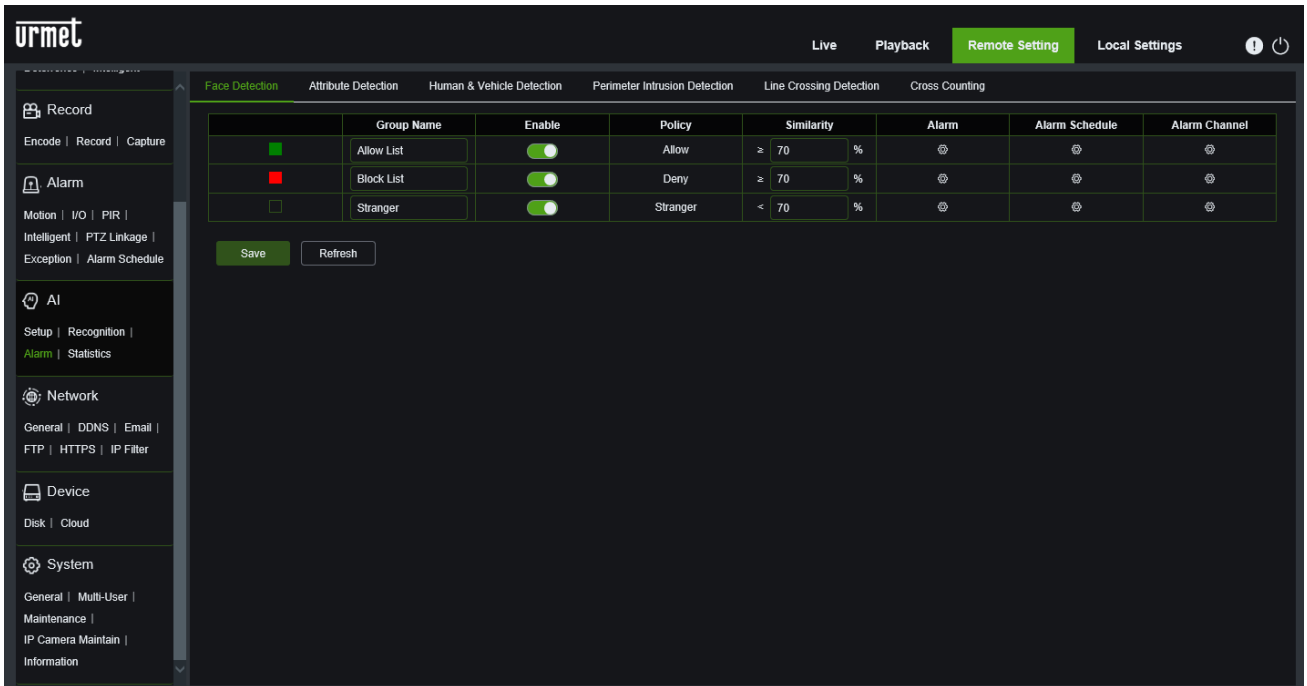 urmet
Live Playback Remote Setting Local Settings
Record
Encode | Record | Capture
Alarm
Motion | I/O | PIR |
Intelligent | PTZ Linkage |
Exception | Alarm Schedule
AI
Setup | Recognition |
Alarm | Statistics
Network
General | DDNS | Email |
FTP | HTTPS | IP Filter
Device
Disk | Cloud
System
General | Multi-User |
Maintenance |
IP Camera Maintain |
Information
Face Detection Attribute Detection Human & Vehicle Detection Perimeter Intrusion Detection Line Crossing Detection Cross Counting
Group Name Enable Policy Similarity Alarm Alarm Schedule Alarm Channel
Allow List Allow ≥ 70 %
Block List Deny ≥ 70 %
Stranger Stranger < 70 %
Save Refresh